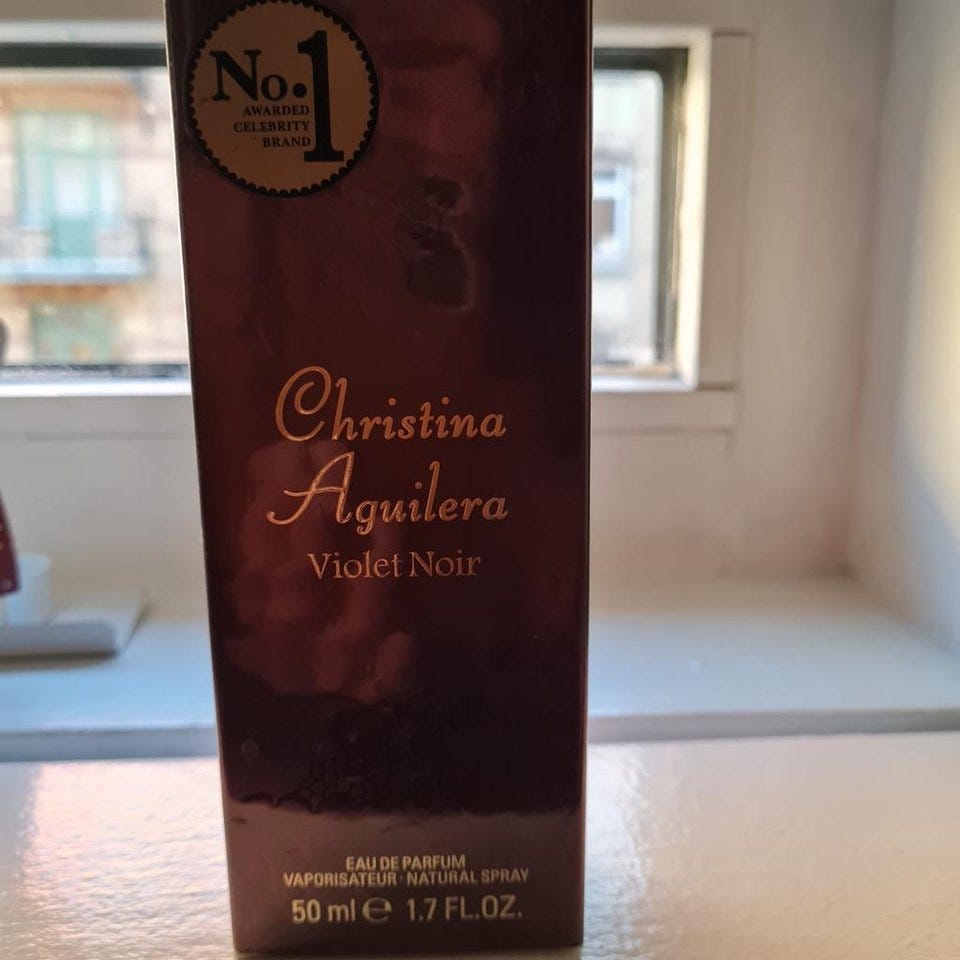 No.1
AWARDED
CELEBRITY
BRAND
Christina
Aguilera
Violet Noir
EAU DE PARFUM
VAPORISATEUR · NATURAL SPRAY
50 ml ℮ 1.7 FL.OZ.